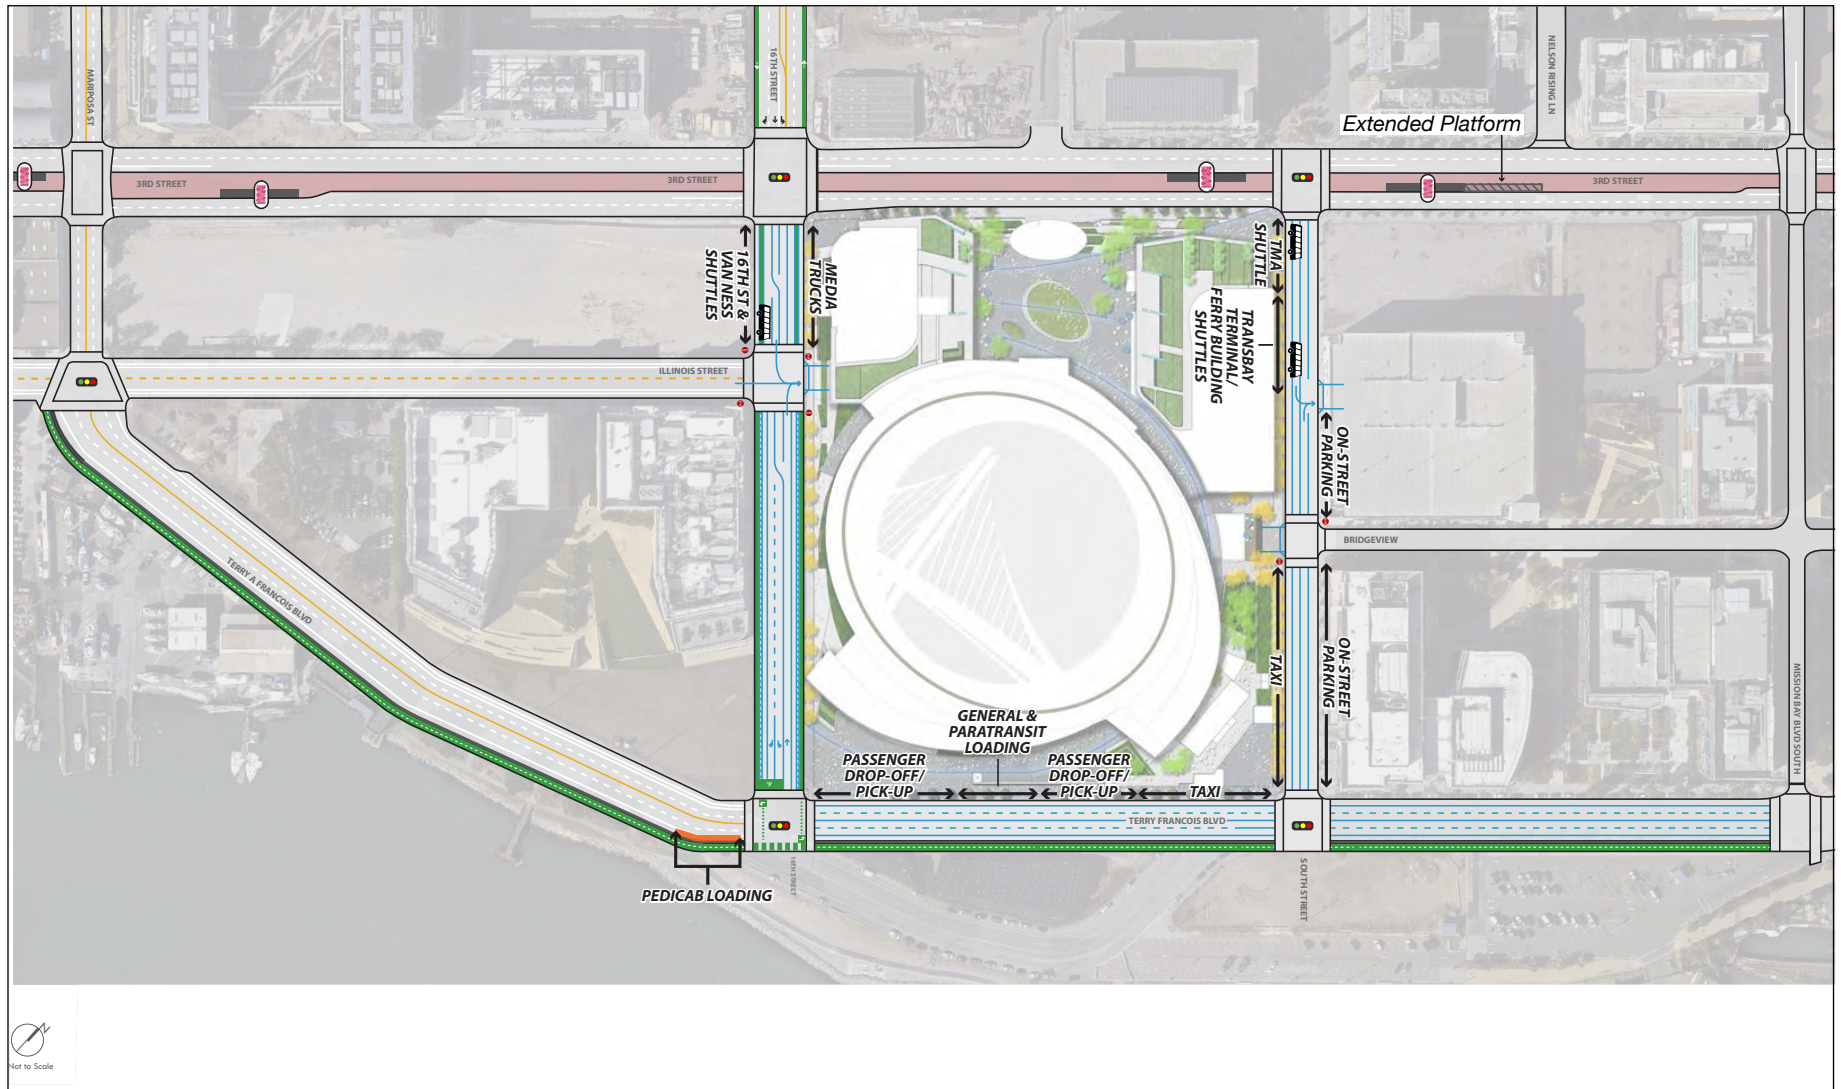 MARIPOSA ST
16TH STREET
NELSON RISING LN
Extended Platform
3RD STREET
3RD STREET
3RD STREET
16TH ST &
VAN NESS
SHUTTLES
MEDIA
TRUCKS
TMA
SHUTTLE
TRANSBAY
TERMINAL/
FERRY BUILDING
SHUTTLES
ILLINOIS STREET
ON-STREET
PARKING
BRIDGEVIEW
TERRY A FRANCOIS BLVD
TAXI
ON-STREET
PARKING
MISSION BAY BLVD SOUTH
GENERAL &
PARATRANSIT
LOADING
PASSENGER
DROP-OFF/
PICK-UP
PASSENGER
DROP-OFF/
PICK-UP
TAXI
TERRY FRANCOIS BLVD
PEDICAB LOADING
16TH STREET
SOUTH STREET
Not to Scale